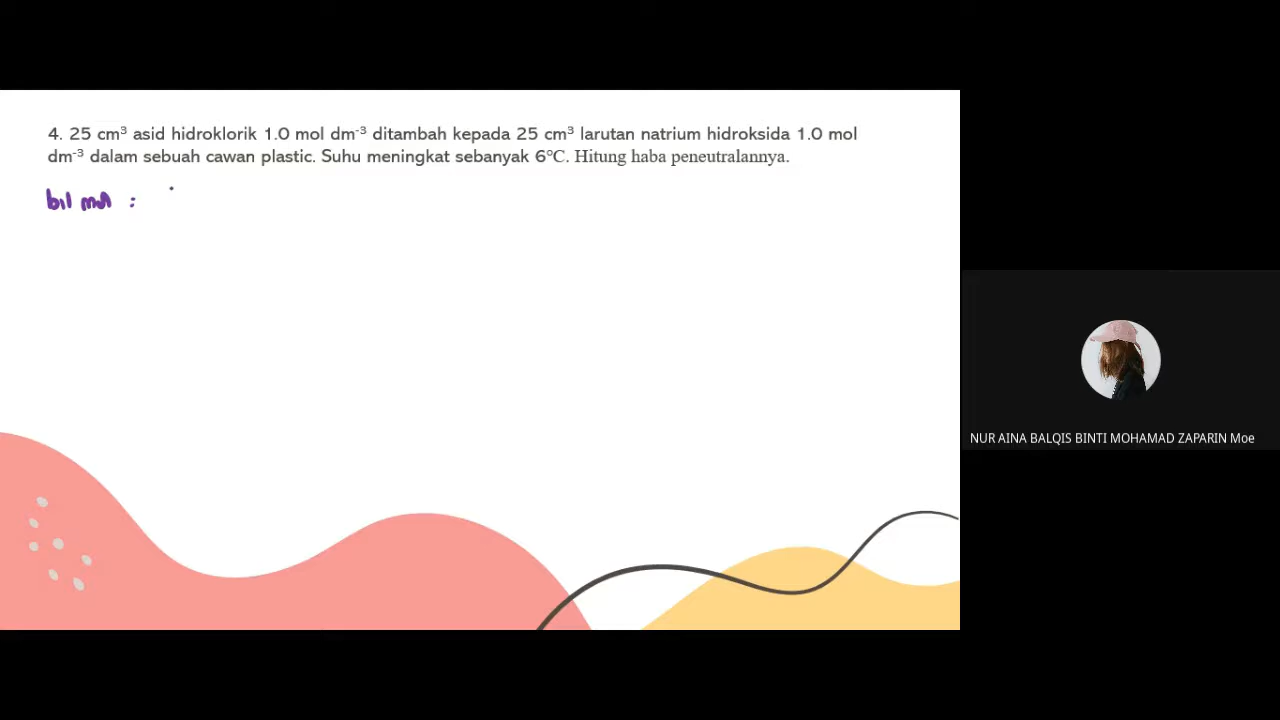 4. 25 cm³ asid hidroklorik 1.0 mol dm⁻³ ditambah kepada 25 cm³ larutan natrium hidroksida 1.0 mol
dm⁻³ dalam sebuah cawan plastic. Suhu meningkat sebanyak 6°C. Hitung haba peneutralannya.
bil mol :
NUR AINA BALQIS BINTI MOHAMAD ZAPARIN Moe